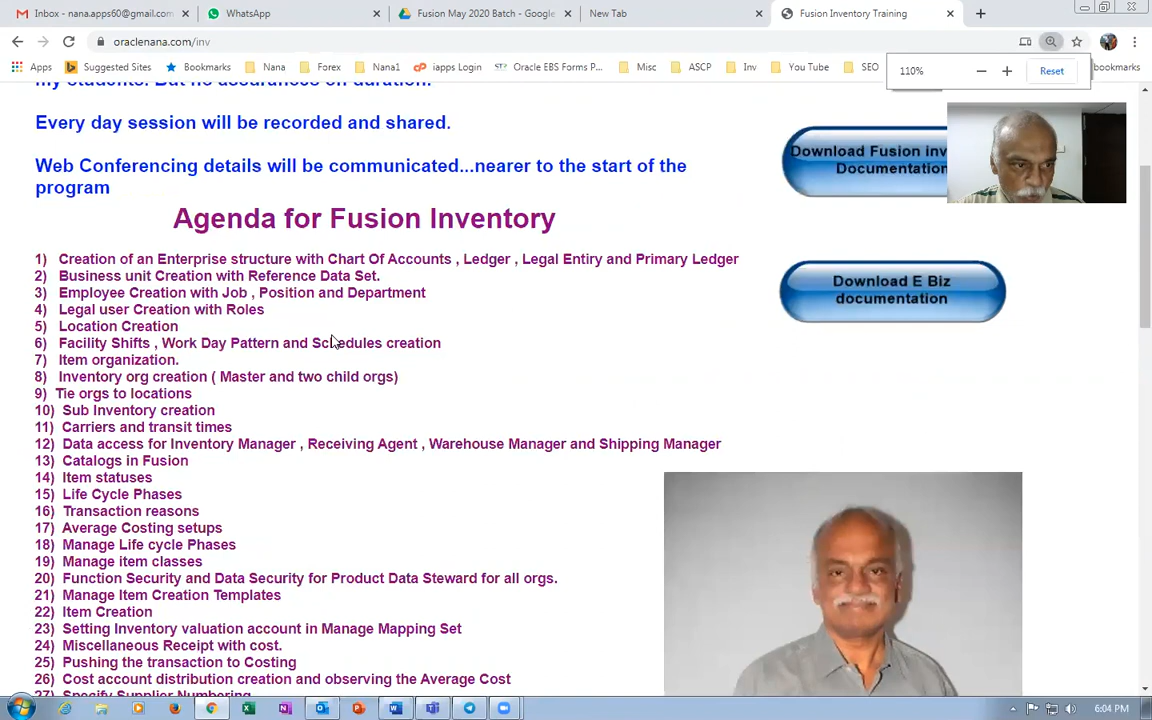 Inbox - nana.apps60@gmail.com
WhatsApp
Fusion May 2020 Batch - Google
New Tab
Fusion Inventory Training
oraclenana.com/inv
Apps
Suggested Sites
Bookmarks
Nana
Forex
Nana1
iapps Login
Oracle EBS Forms P...
Misc
ASCP
Inv
You Tube
SEO
bookmarks
110%
Reset
my students. But no assurances on duration.
Every day session will be recorded and shared.
Web Conferencing details will be communicated...nearer to the start of the
program
Download Fusion inv
Documentation
Agenda for Fusion Inventory
Download E Biz
documentation
1) Creation of an Enterprise structure with Chart Of Accounts , Ledger , Legal Entiry and Primary Ledger
2) Business unit Creation with Reference Data Set.
3) Employee Creation with Job , Position and Department
4) Legal user Creation with Roles
5) Location Creation
6) Facility Shifts , Work Day Pattern and Schedules creation
7) Item organization.
8) Inventory org creation ( Master and two child orgs)
9) Tie orgs to locations
10) Sub Inventory creation
11) Carriers and transit times
12) Data access for Inventory Manager , Receiving Agent , Warehouse Manager and Shipping Manager
13) Catalogs in Fusion
14) Item statuses
15) Life Cycle Phases
16) Transaction reasons
17) Average Costing setups
18) Manage Life cycle Phases
19) Manage item classes
20) Function Security and Data Security for Product Data Steward for all orgs.
21) Manage Item Creation Templates
22) Item Creation
23) Setting Inventory valuation account in Manage Mapping Set
24) Miscellaneous Receipt with cost.
25) Pushing the transaction to Costing
26) Cost account distribution creation and observing the Average Cost
27) Specify Supplier Numbering
6:04 PM